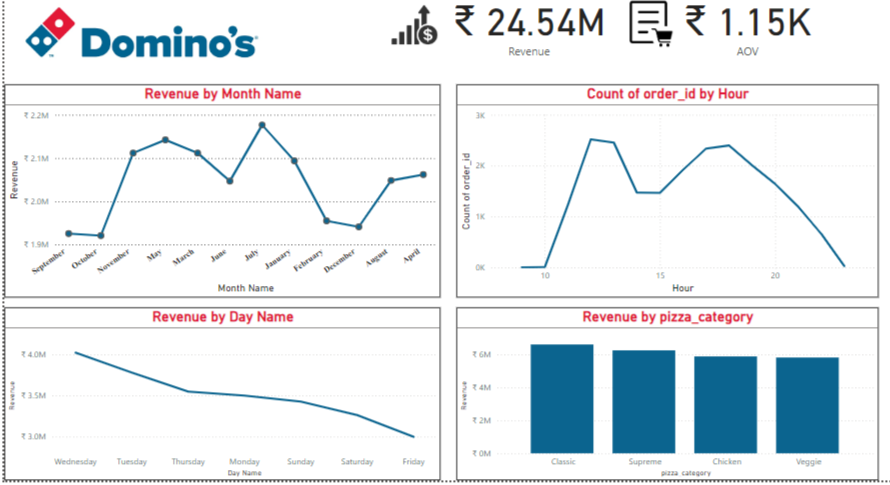 Domino's
₹ 24.54M
Revenue
₹ 1.15K
AOV
Revenue by Month Name
₹ 2.2M
₹ 2.1M
₹ 2.0M
₹ 1.9M
Revenue
September October November May March June July January February December August April
Month Name
Count of order_id by Hour
3K
2K
1K
0K
Count of order_id
10 15 20
Hour
Revenue by Day Name
₹ 4.0M
₹ 3.5M
₹ 3.0M
Revenue
Wednesday Tuesday Thursday Monday Sunday Saturday Friday
Day Name
Revenue by pizza_category
₹ 6M
₹ 4M
₹ 2M
₹ 0M
Revenue
Classic Supreme Chicken Veggie
pizza_category